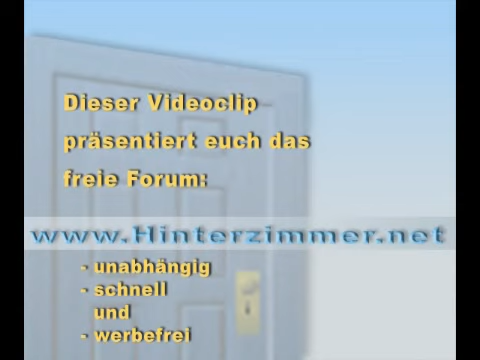 Dieser Videoclip
präsentiert euch das
freie Forum:
www.Hinterzimmer.net
- unabhängig
- schnell
und
- werbefrei